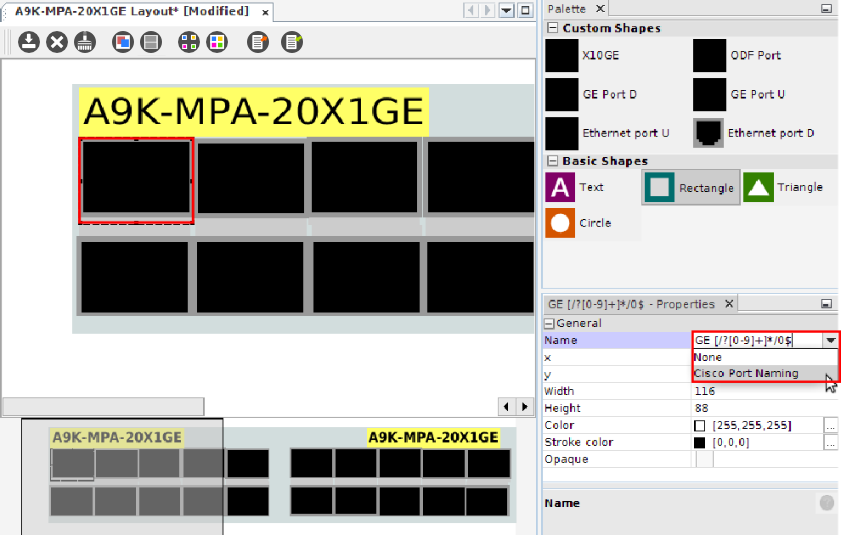 A9K-MPA-20X1GE Layout* [Modified] x
A9K-MPA-20X1GE
A9K-MPA-20X1GE
A9K-MPA-20X1GE
Palette X
Custom Shapes
X10GE
ODF Port
GE Port D
GE Port U
Ethernet port U
Ethernet port D
Basic Shapes
A Text
Rectangle
Triangle
Circle
GE [/?[0-9]+]*/0$ - Properties X
General
Name GE [/?[0-9]+]*/0$
x None
y Cisco Port Naming
Width 116
Height 88
Color [255,255,255] ...
Stroke color [0,0,0] ...
Opaque
Name